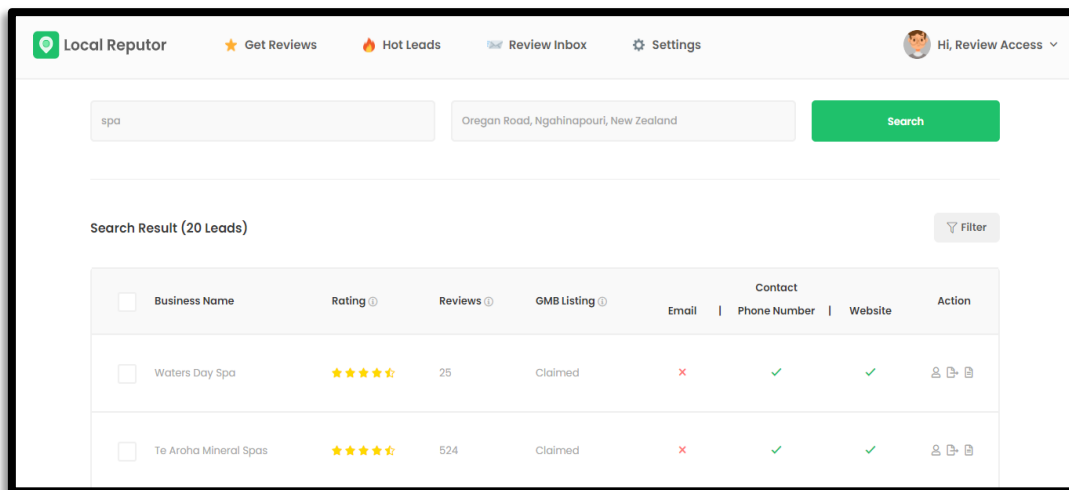 Local Reputor
Get Reviews
Hot Leads
Review Inbox
Settings
Hi, Review Access
spa
Oregan Road, Ngahinapouri, New Zealand
Search
Search Result (20 Leads)
Filter
Business Name
Rating
Reviews
GMB Listing
Contact
Email | Phone Number | Website
Action
Waters Day Spa
25
Claimed
Te Aroha Mineral Spas
524
Claimed